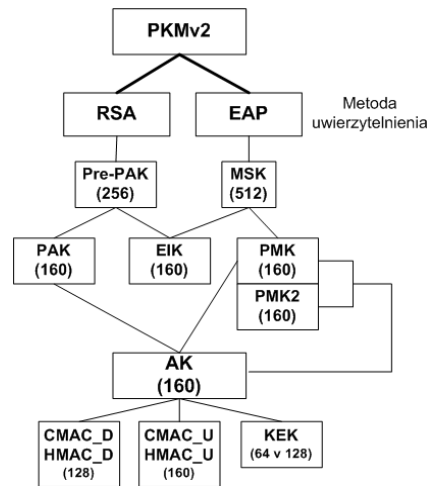 PKMv2
RSA
EAP
Metoda
uwierzytelnienia
Pre-PAK
(256)
MSK
(512)
PAK
(160)
EIK
(160)
PMK
(160)
PMK2
(160)
AK
(160)
CMAC_D
HMAC_D
(128)
CMAC_U
HMAC_U
(160)
KEK
(64 v 128)